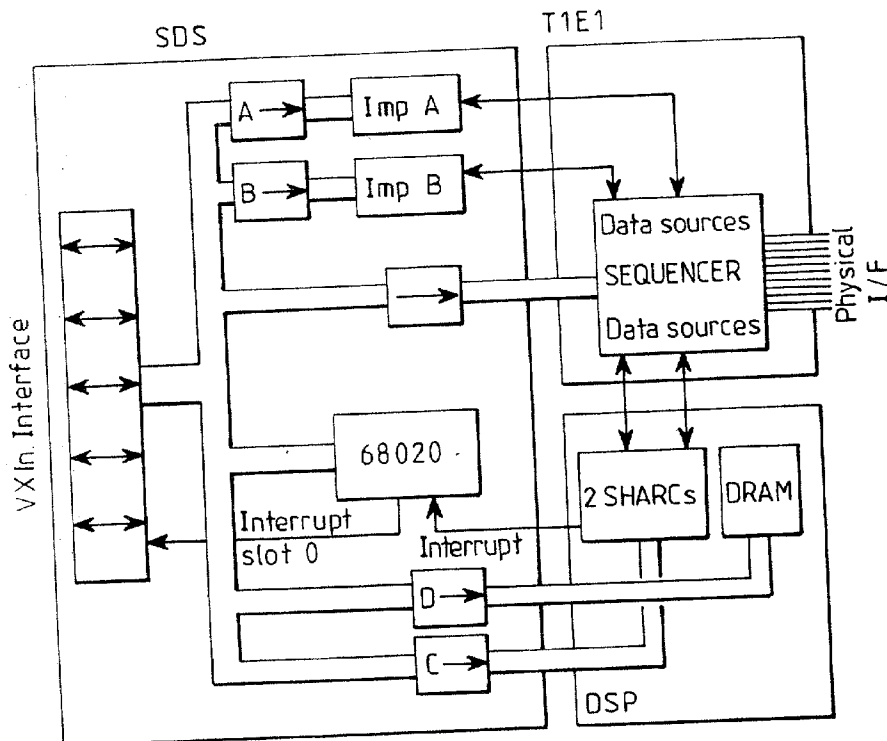 SDS
T1E1
A
Imp A
B
Imp B
Data sources
SEQUENCER
Data sources
Physical
I/F
VXIn. Interface
68020
2 SHARCs
DRAM
Interrupt
slot 0
Interrupt
D
C
DSP